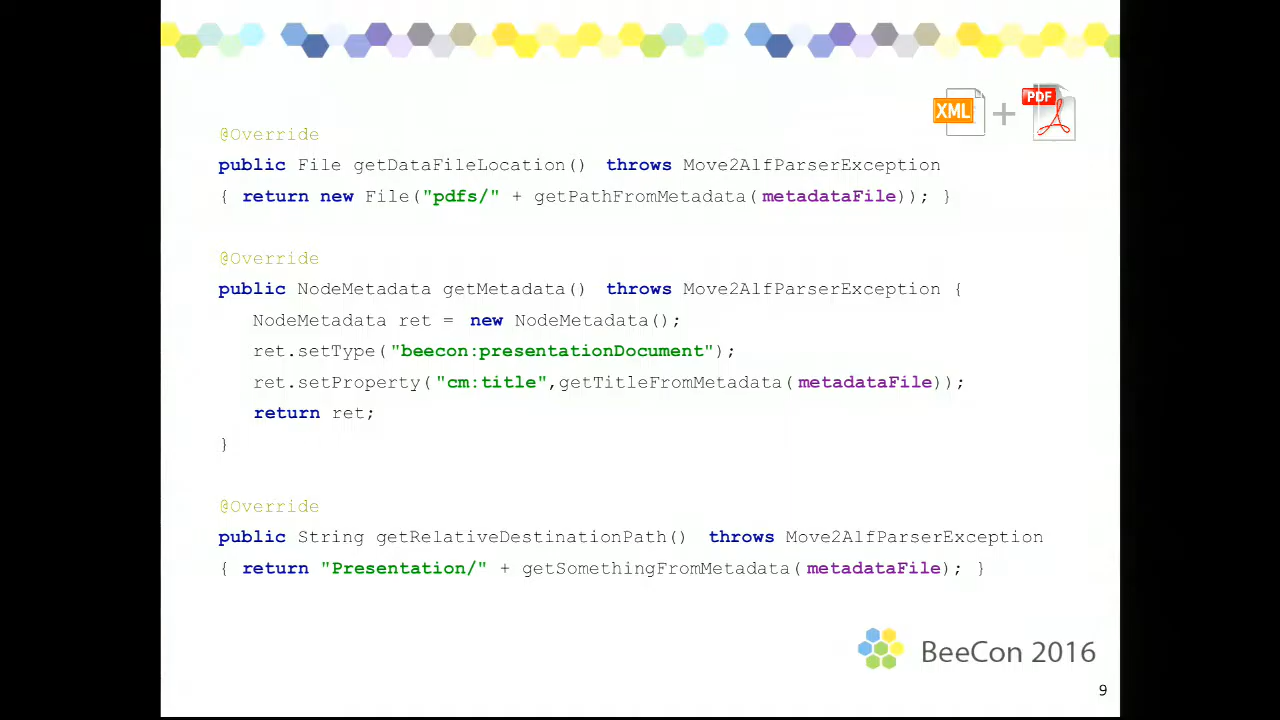 XML + PDF
@Override
public File getDataFileLocation() throws Move2AlfParserException
{ return new File("pdfs/" + getPathFromMetadata(metadataFile)); }
@Override
public NodeMetadata getMetadata() throws Move2AlfParserException {
NodeMetadata ret = new NodeMetadata();
ret.setType("beecon:presentationDocument");
ret.setProperty("cm:title",getTitleFromMetadata(metadataFile));
return ret;
}
@Override
public String getRelativeDestinationPath() throws Move2AlfParserException
{ return "Presentation/" + getSomethingFromMetadata(metadataFile); }
BeeCon 2016
9